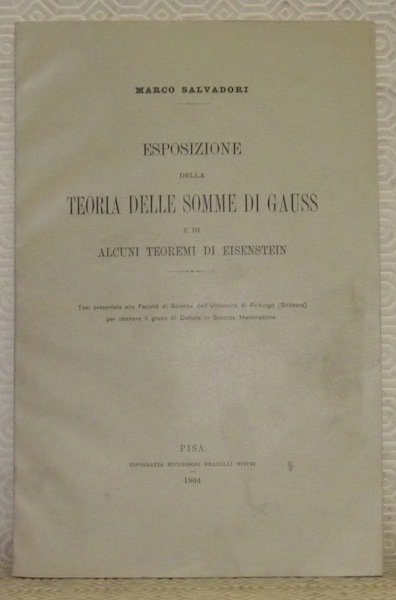 MARCO SALVADORI
ESPOSIZIONE
DELLA
TEORIA DELLE SOMME DI GAUSS
E DI
ALCUNI TEOREMI DI EISENSTEIN
Tesi presentata alla Facoltà di Scienze dell'Università di Friburgo (Svizzera)
per ottenere il grado di Dottore in Scienze Matematiche.
PISA
TIPOGRAFIA SUCCESSORI FRATELLI NISTRI
1904